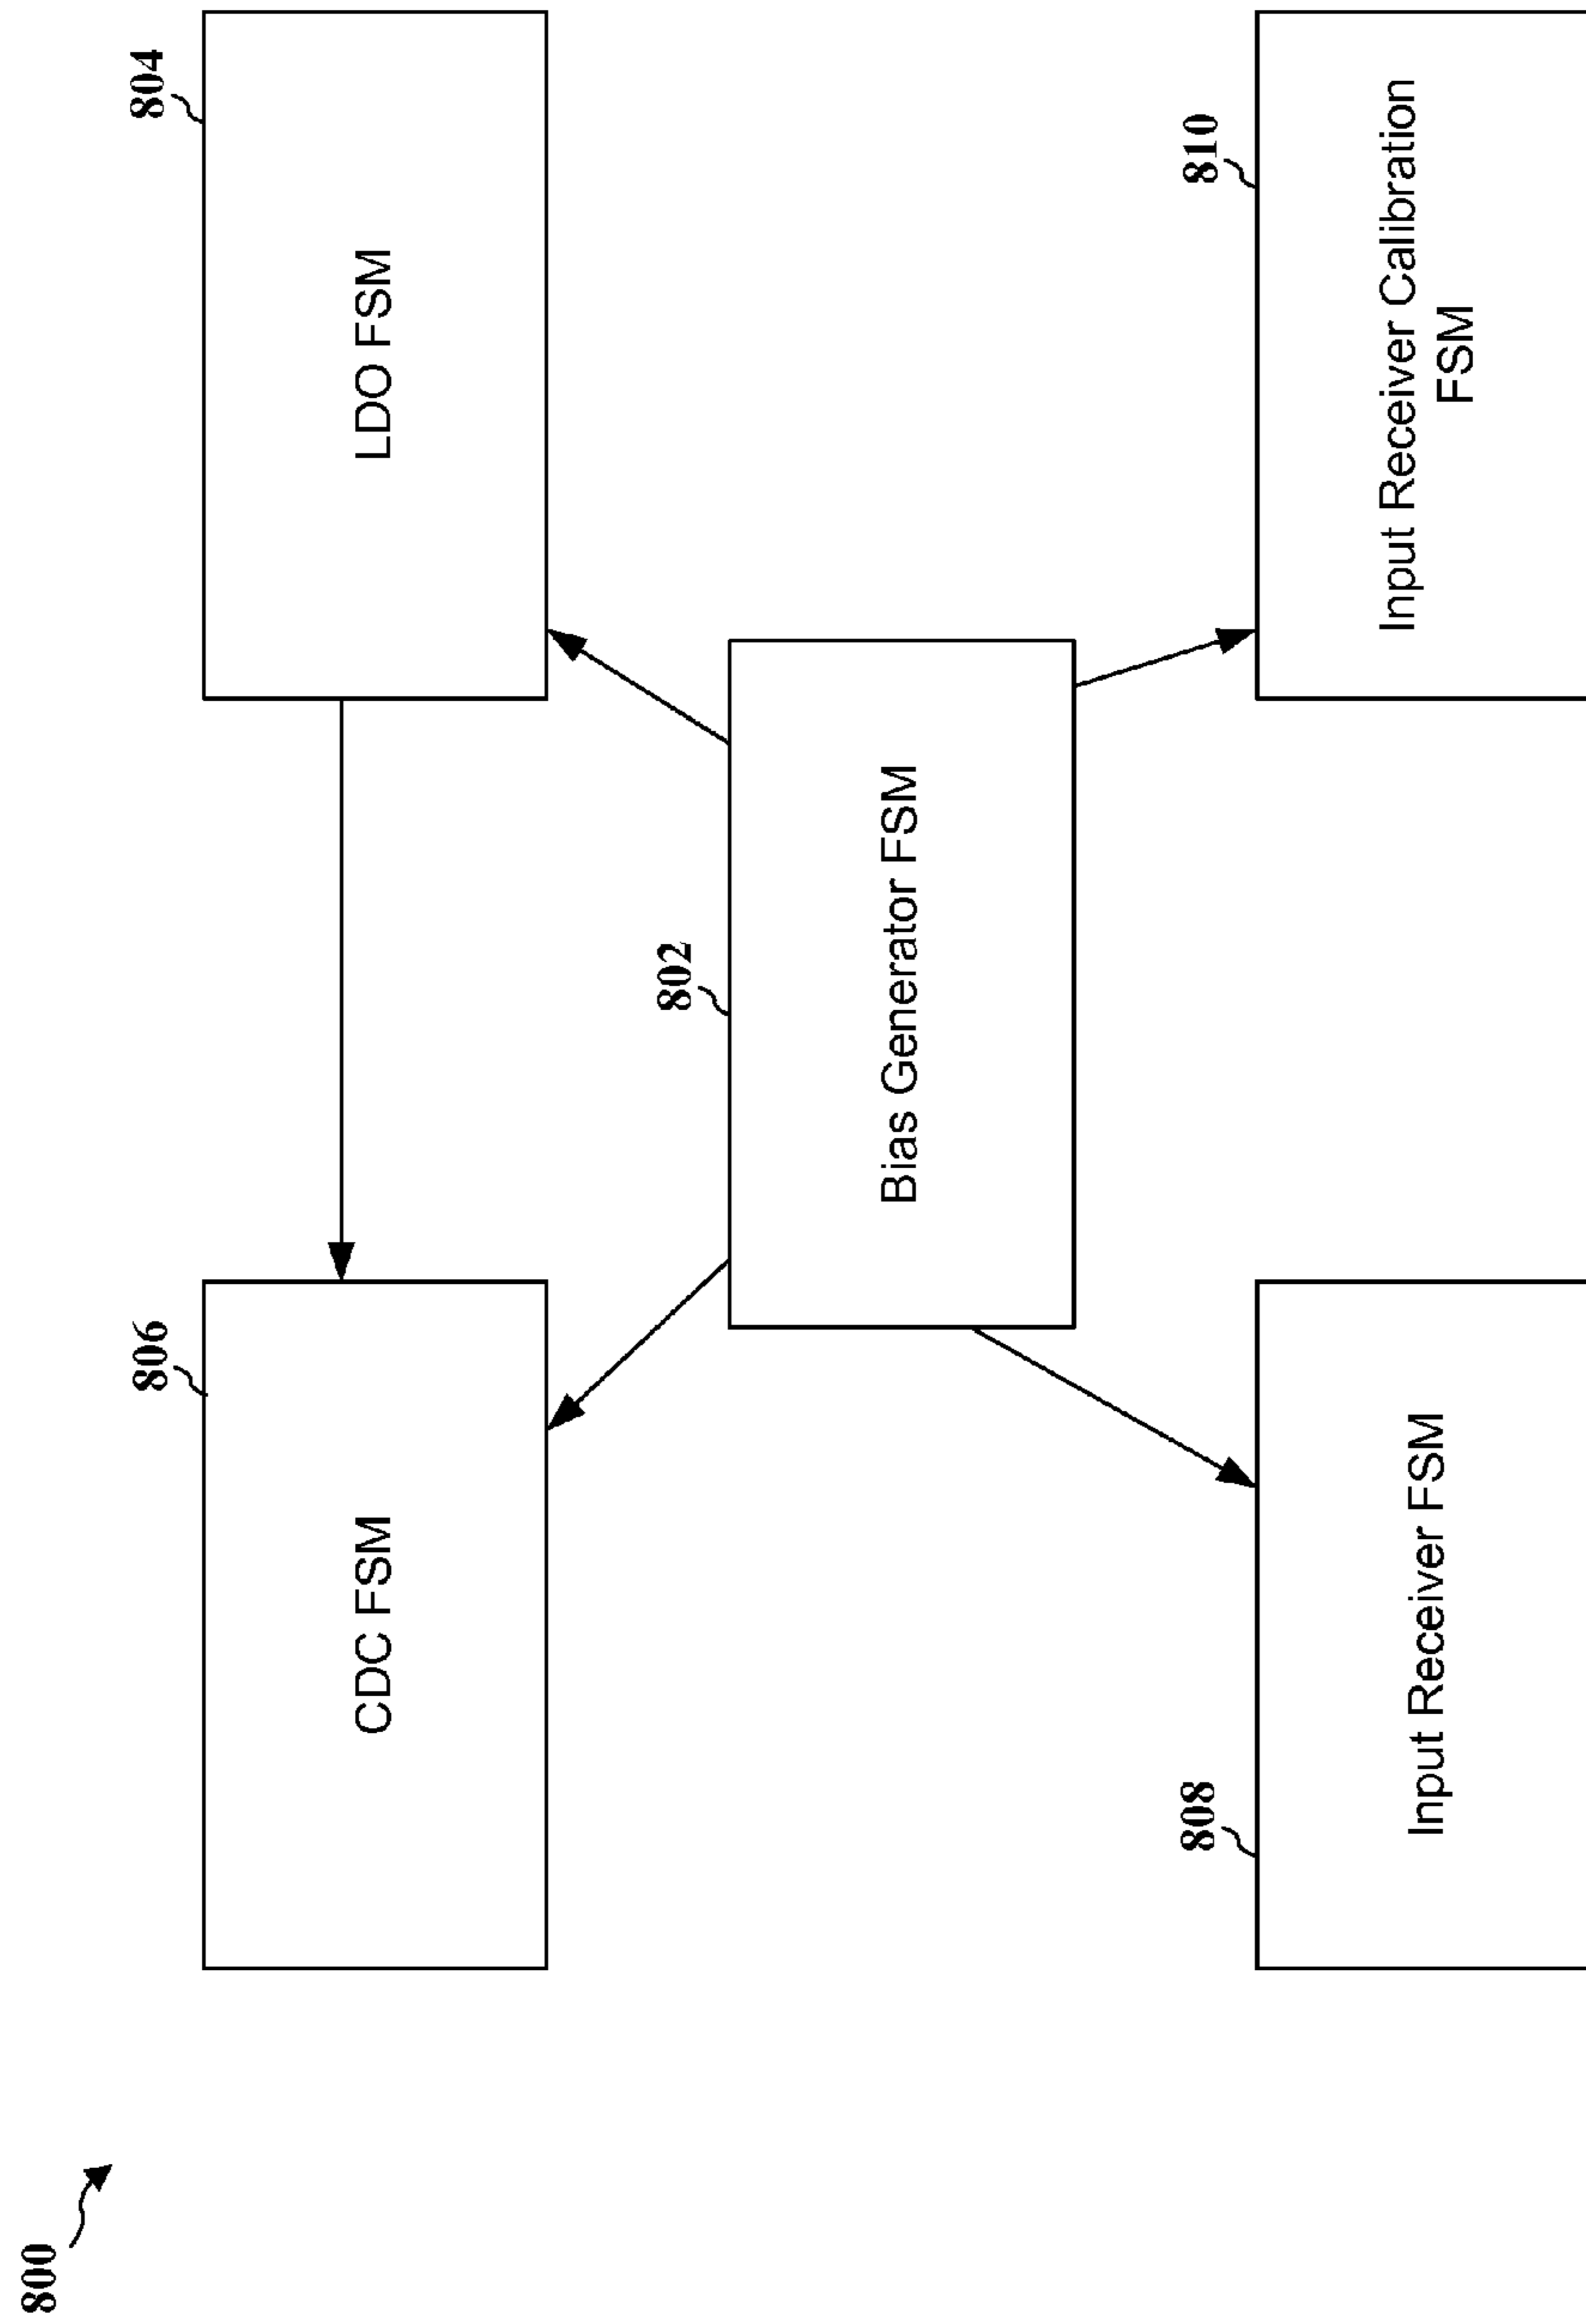 800
806
CDC FSM
804
LDO FSM
802
Bias Generator FSM
808
Input Receiver FSM
810
Input Receiver Calibration
FSM